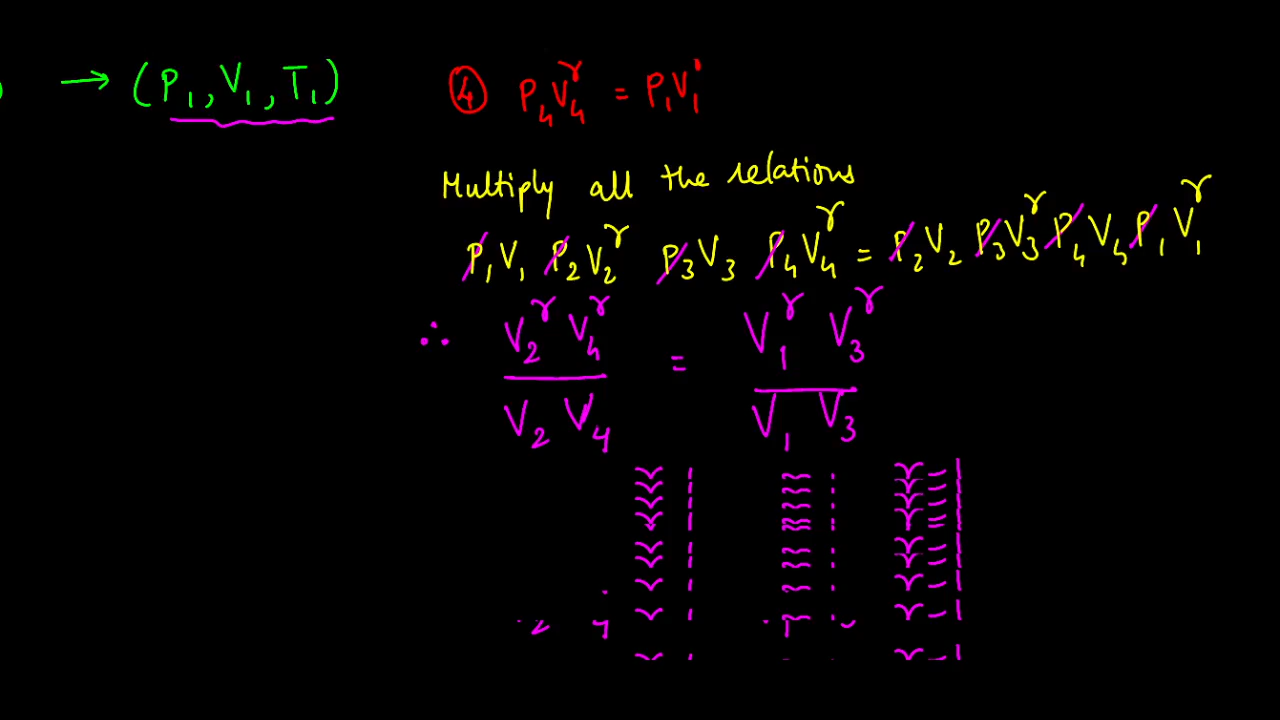 → (P₁, V₁, T₁)
④ P₄V₄^γ = P₁V₁
Multiply all the relations
P₁V₁ P₂V₂^γ P₃V₃ P₄V₄^γ = P₂V₂ P₃V₃^γ P₄V₄ P₁V₁^γ
∴ V₂^γ V₄^γ / V₂ V₄ = V₁^γ V₃^γ / V₁ V₃